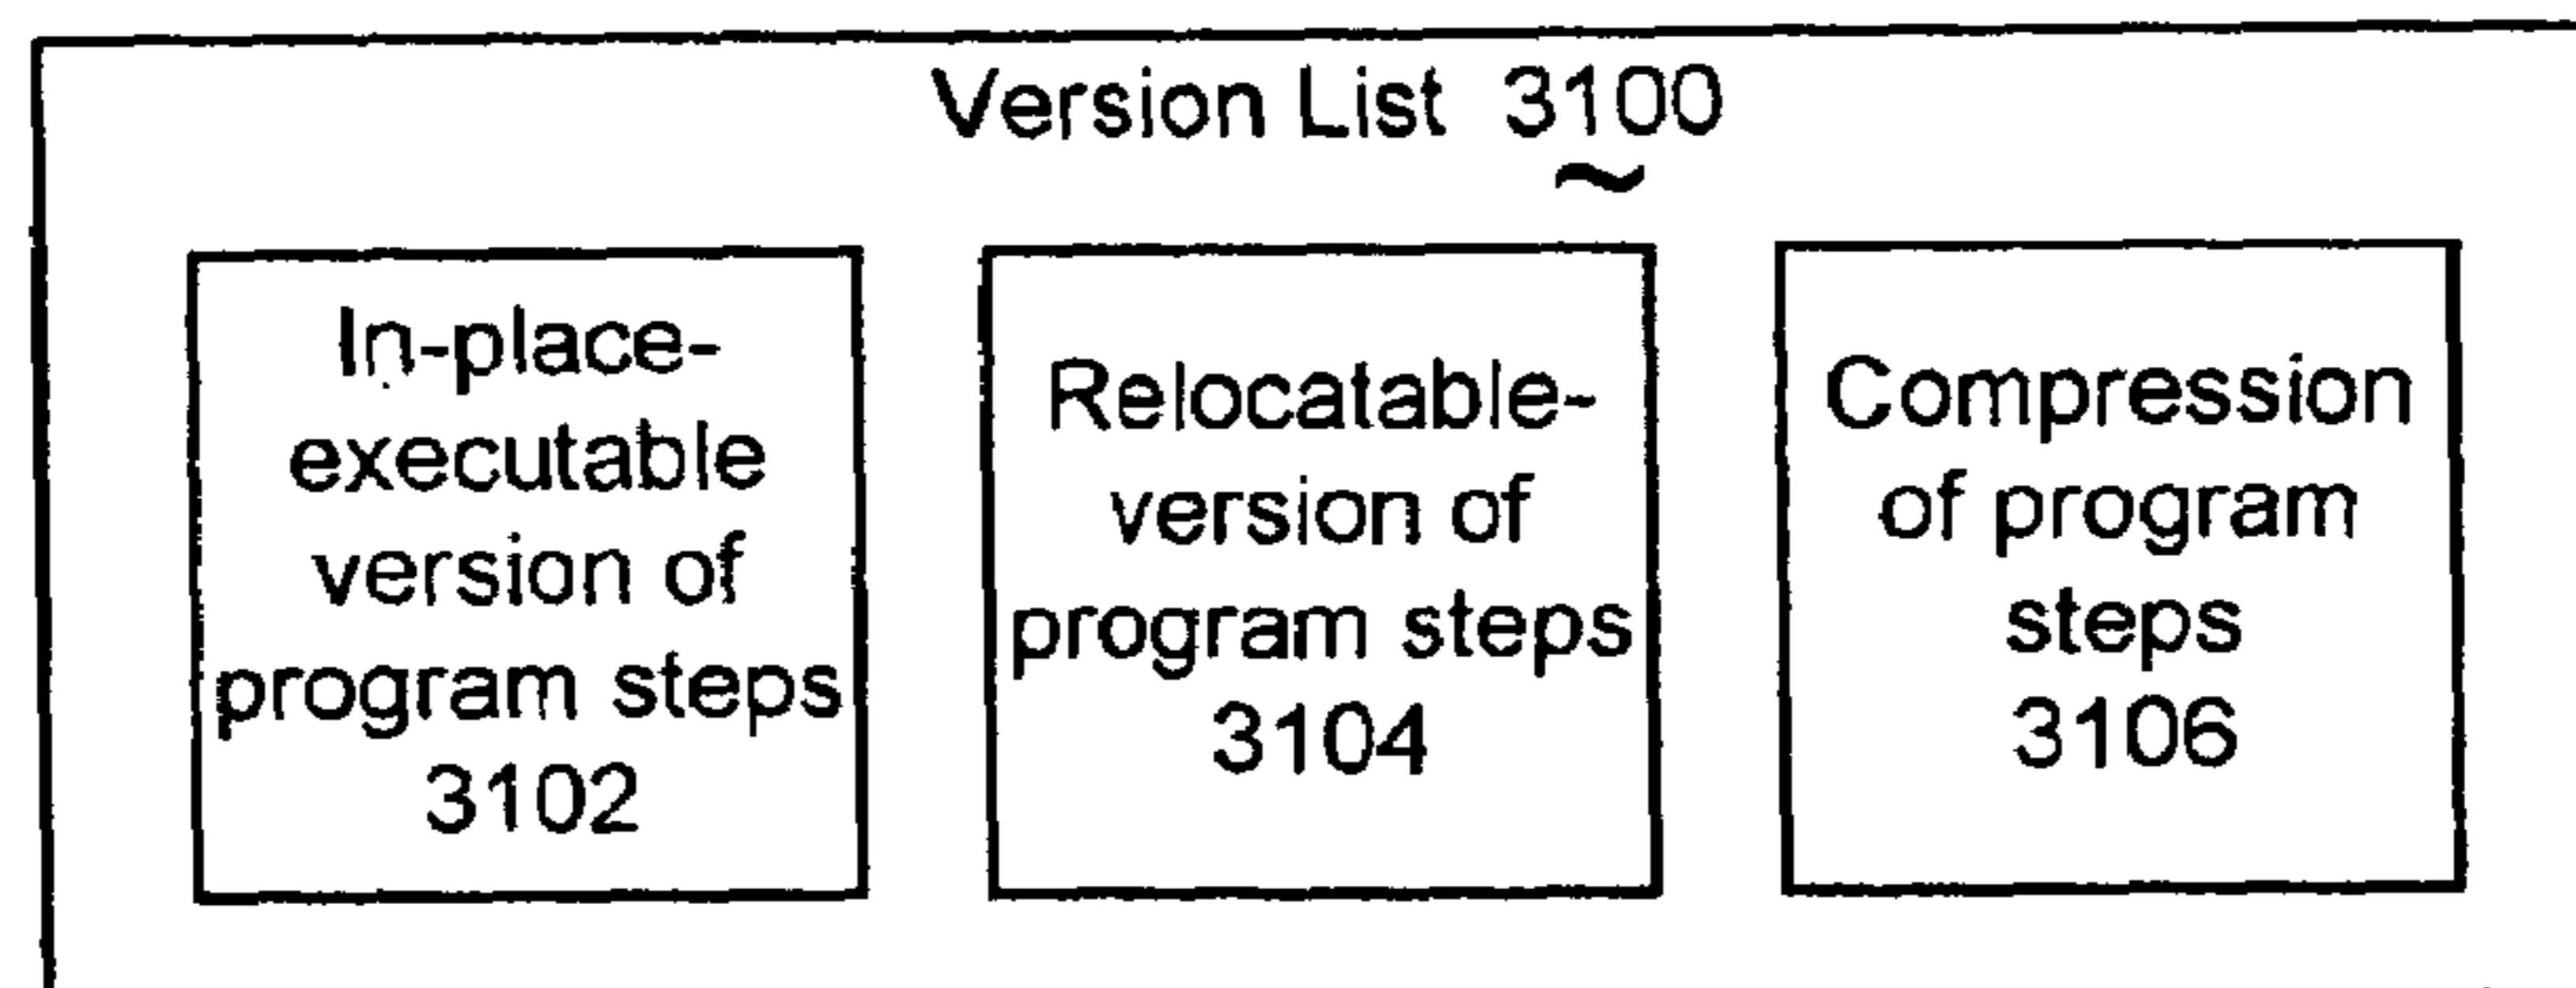 Version List 3100
In-place-
executable
version of
program steps
3102
Relocatable-
version of
program steps
3104
Compression
of program
steps
3106